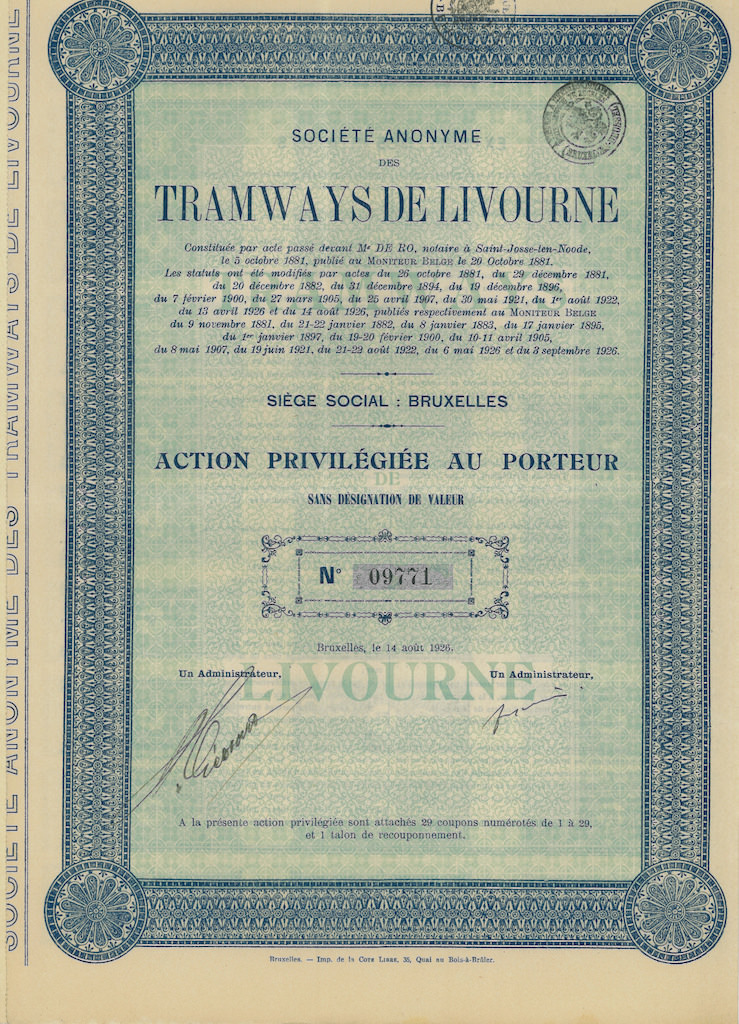 SOCIÉTÉ ANONYME
DES
TRAMWAYS DE LIVOURNE
Constituée par acte passé devant Me DE RO, notaire à Saint-Josse-ten-Noode,
le 5 octobre 1881, publié au MONITEUR BELGE le 20 Octobre 1881.
Les statuts ont été modifiés par actes du 26 octobre 1881, du 29 décembre 1881,
du 20 décembre 1882, du 31 décembre 1894, du 19 décembre 1896,
du 7 février 1900, du 27 mars 1905, du 25 avril 1907, du 30 mai 1921, du 1er août 1922,
du 13 avril 1926 et du 14 août 1926, publiés respectivement au MONITEUR BELGE
du 9 novembre 1881, du 21-22 janvier 1882, du 8 janvier 1883, du 17 janvier 1895,
du 1er janvier 1897, du 19-20 février 1900, du 10-11 avril 1905,
du 8 mai 1907, du 19 juin 1921, du 21-22 août 1922, du 6 mai 1926 et du 3 septembre 1926.
SIÈGE SOCIAL : BRUXELLES
ACTION PRIVILÉGIÉE AU PORTEUR
DE
SANS DÉSIGNATION DE VALEUR
N° 09771
Bruxelles, le 14 août 1926.
Un Administrateur, Un Administrateur,
LIVOURNE
A la présente action privilégiée sont attachés 29 coupons numérotés de 1 à 29,
et 1 talon de recouponnement.
Bruxelles. — Imp. de la COTE LIBRE, 35, Quai au Bois-à-Brûler.
SOCIÉTÉ ANONYME DES TRAMWAYS DE LIVOURNE